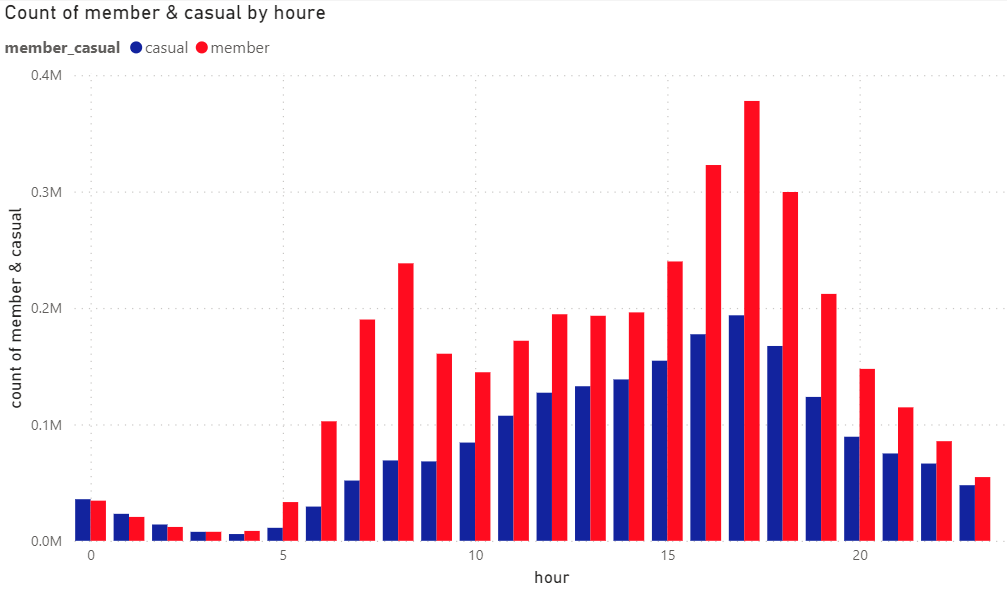 Count of member & casual by houre
member_casual casual member
0.4M
0.3M
0.2M
0.1M
0.0M
count of member & casual
0 5 10 15 20
hour